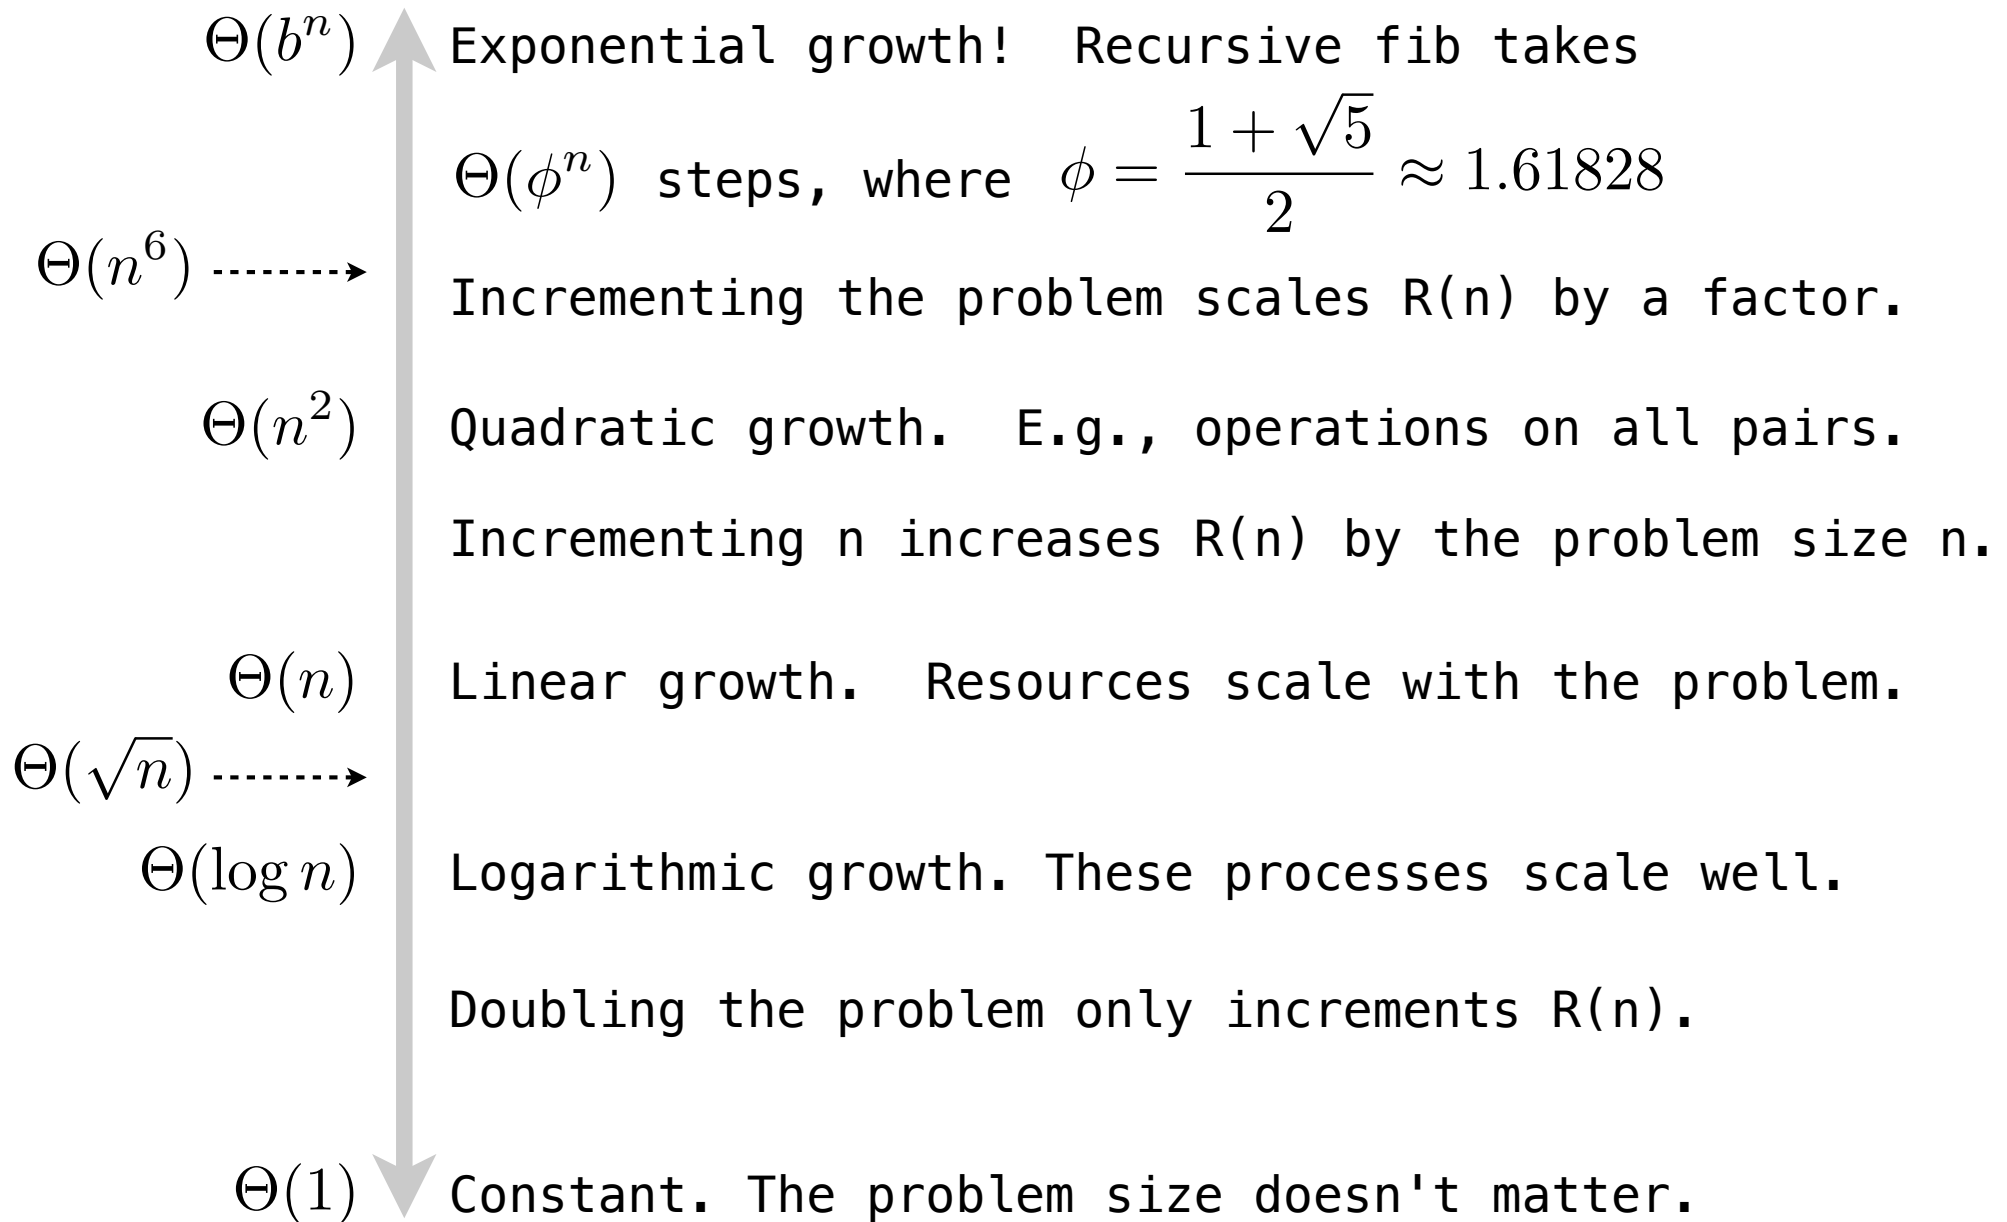 Θ(bⁿ) Exponential growth!  Recursive fib takes
Θ(ϕⁿ) steps, where ϕ = (1 + √5)/2 ≈ 1.61828
Θ(n⁶)
Incrementing the problem scales R(n) by a factor.
Θ(n²) Quadratic growth.  E.g., operations on all pairs.
Incrementing n increases R(n) by the problem size n.
Θ(n) Linear growth.  Resources scale with the problem.
Θ(√n)
Θ(log n) Logarithmic growth. These processes scale well.
Doubling the problem only increments R(n).
Θ(1) Constant. The problem size doesn't matter.